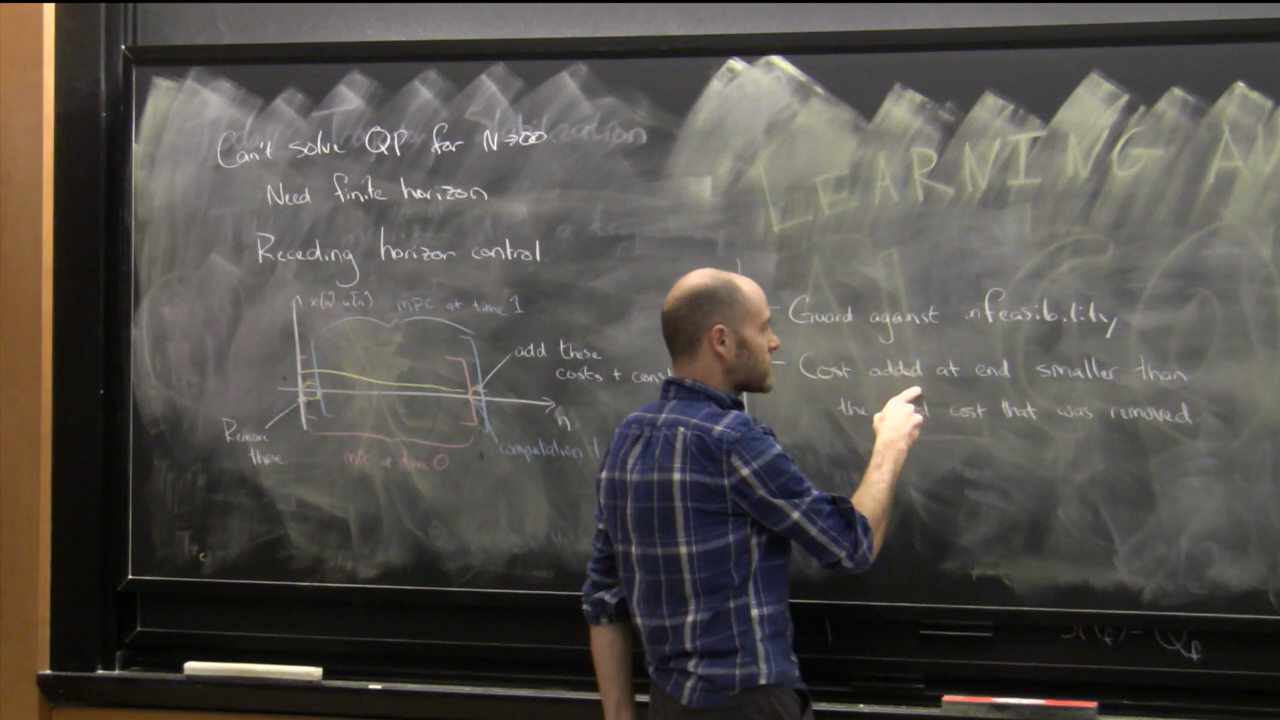 Can't solve QP for N→∞
Need finite horizon
Receding horizon control
x[n], u[n]
MPC at time 1
add these
costs + const
n
Remove
these
MPC at time 0
computation
LEARNING AN
- Guard against infeasibility
- Cost added at end smaller than
the cost that was removed.
Qf